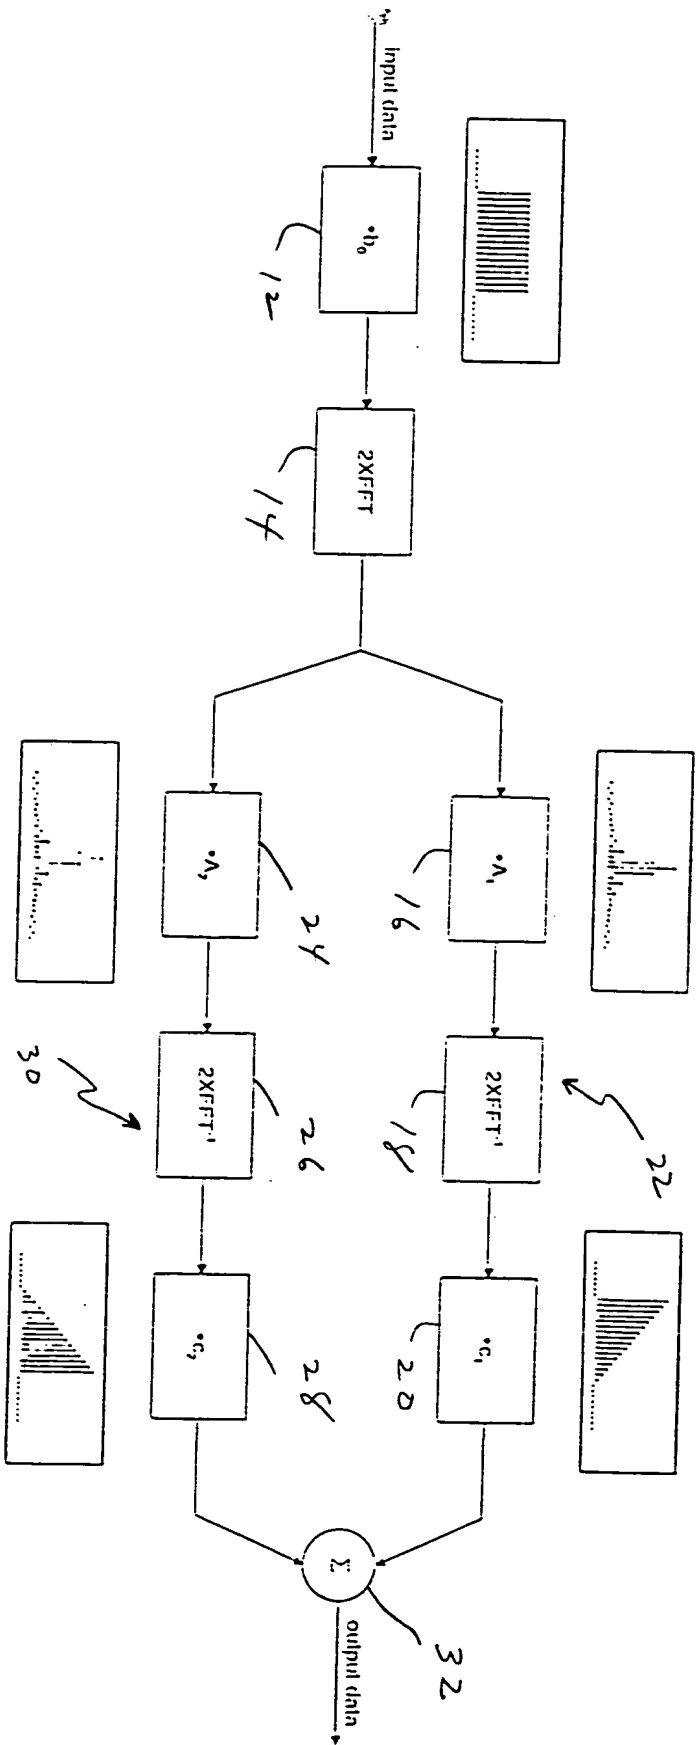 input data
12
2XFFT
14
16
2XFFT⁻¹
18
22
20
24
2XFFT⁻¹
26
30
28
Σ
32
output data